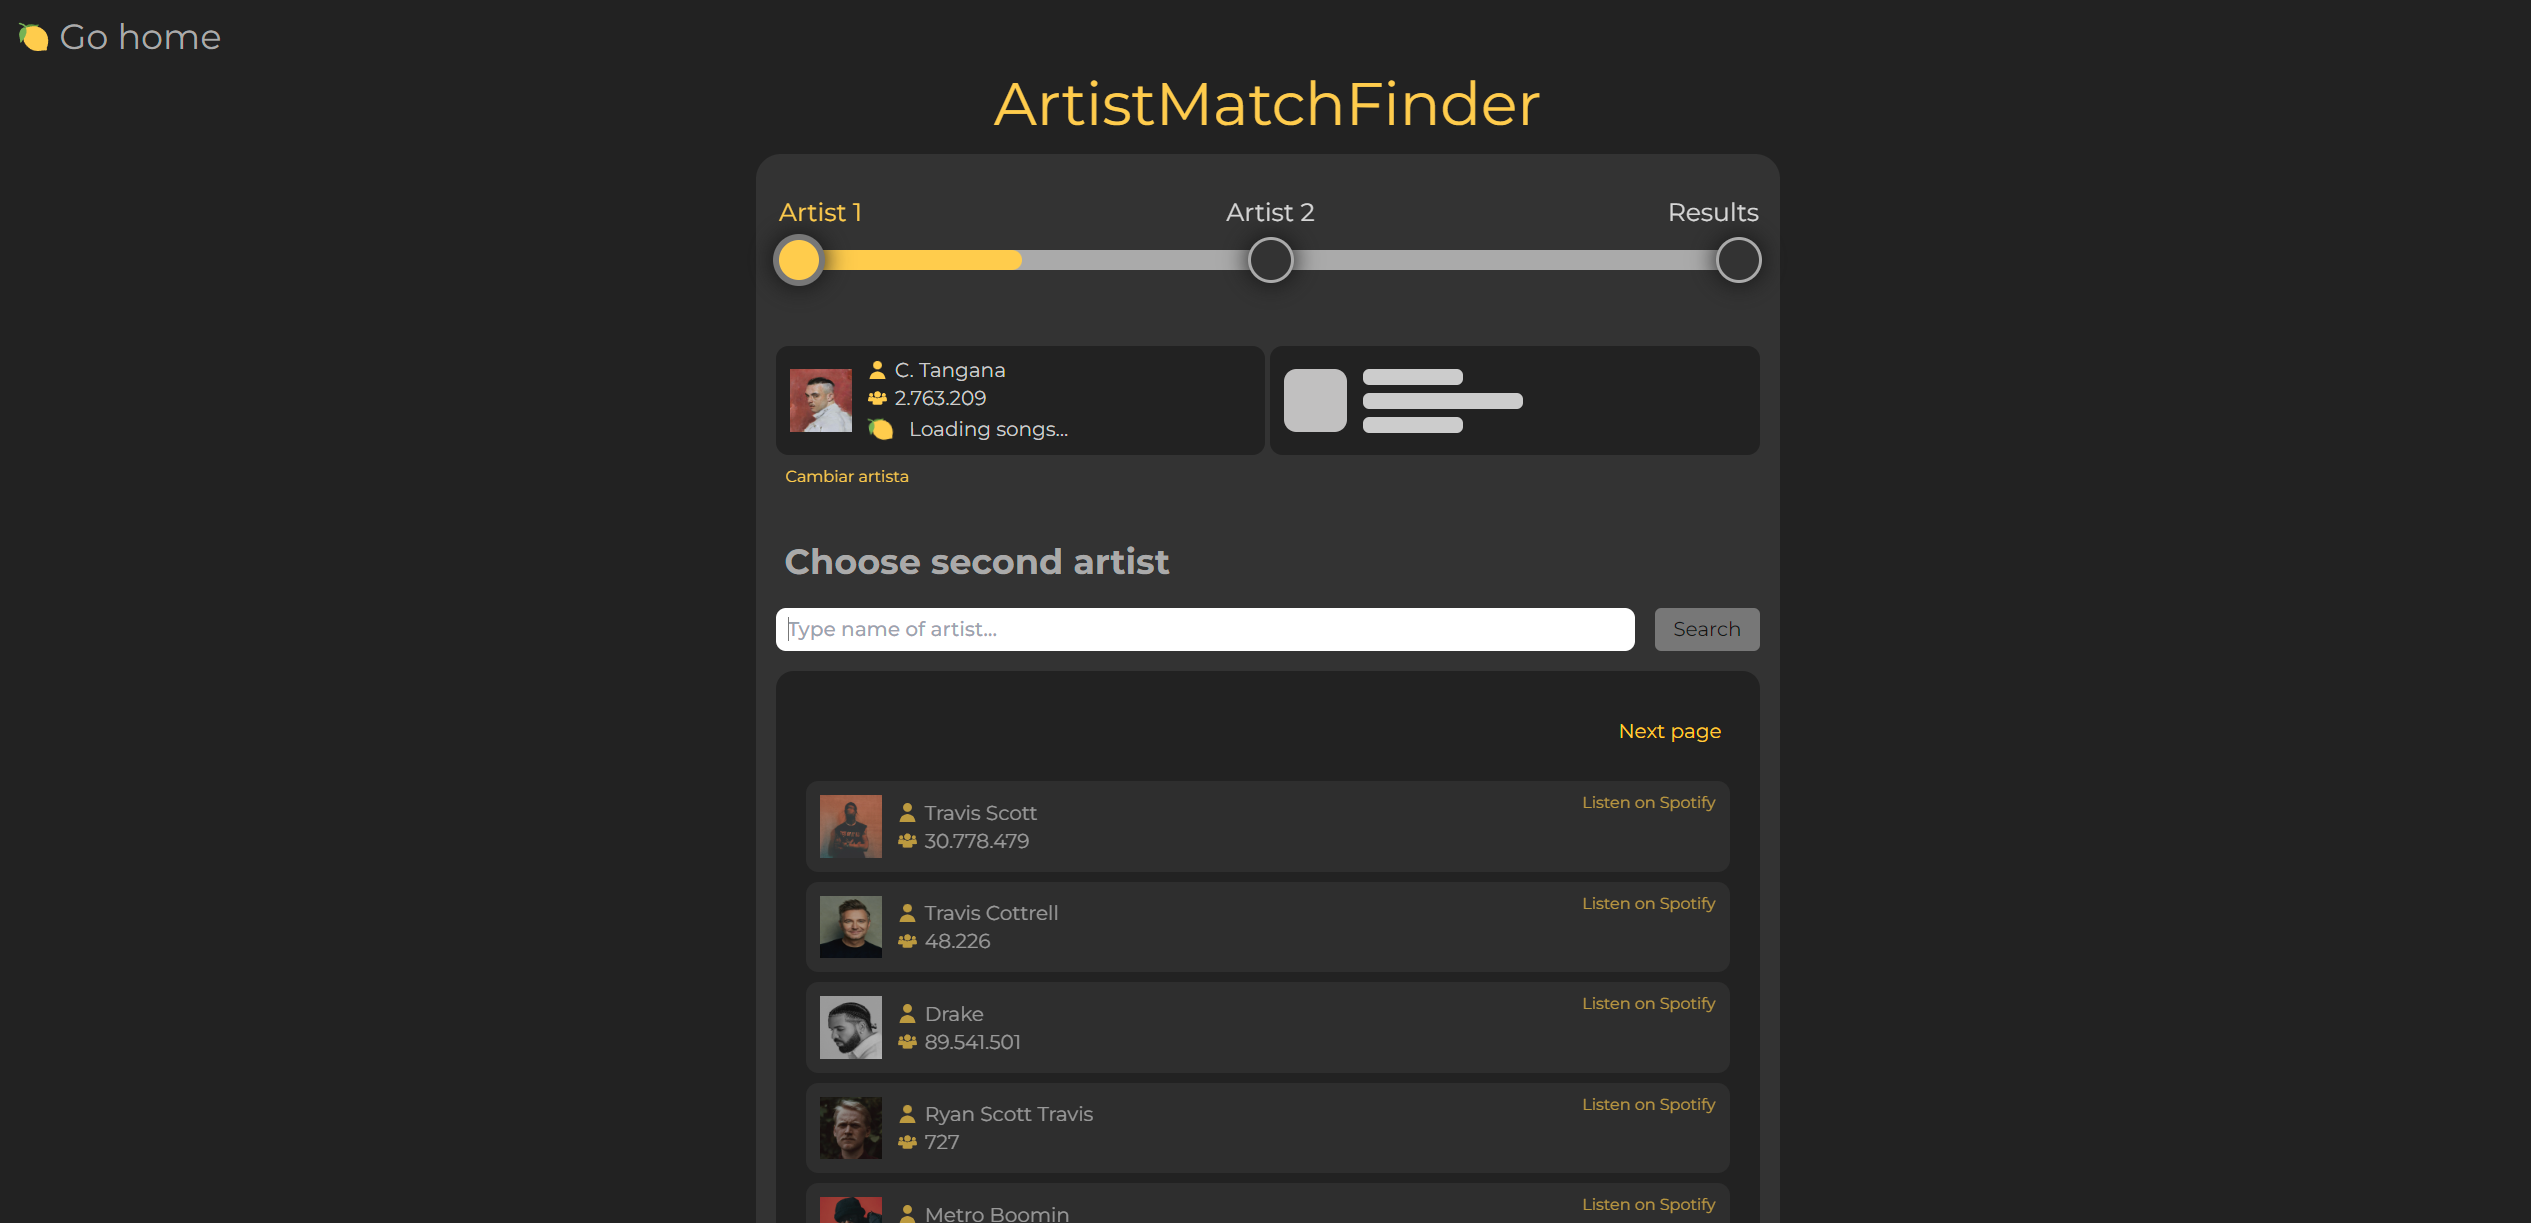 Go home
ArtistMatchFinder
Artist 1
Artist 2
Results
C. Tangana
2.763.209
Loading songs...
Cambiar artista
Choose second artist
Type name of artist...
Search
Next page
Travis Scott
30.778.479
Listen on Spotify
Travis Cottrell
48.226
Listen on Spotify
Drake
89.541.501
Listen on Spotify
Ryan Scott Travis
727
Listen on Spotify
Metro Boomin
Listen on Spotify